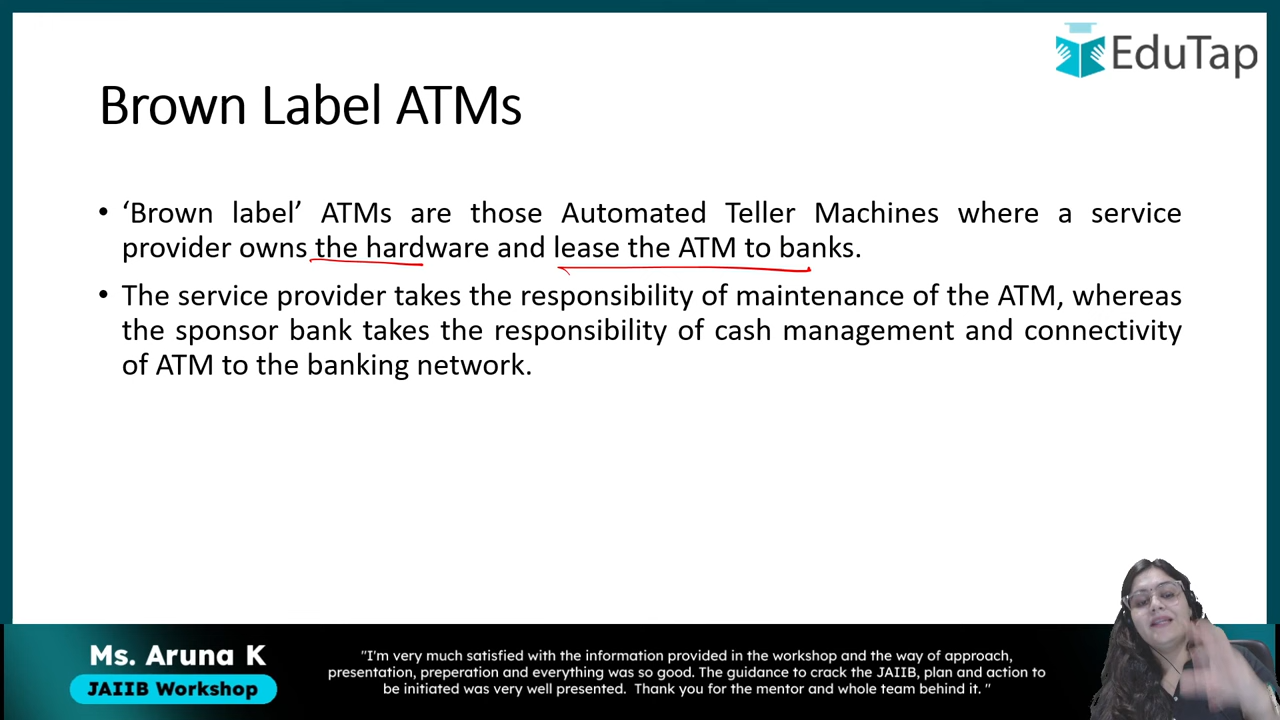 EduTap
Brown Label ATMs
• ‘Brown label’ ATMs are those Automated Teller Machines where a service
provider owns the hardware and lease the ATM to banks.
• The service provider takes the responsibility of maintenance of the ATM, whereas
the sponsor bank takes the responsibility of cash management and connectivity
of ATM to the banking network.
Ms. Aruna K
JAIIB Workshop
"I'm very much satisfied with the information provided in the workshop and the way of approach,
presentation, preperation and everything was so good. The guidance to crack the JAIIB, plan and action to
be initiated was very well presented. Thank you for the mentor and whole team behind it. "